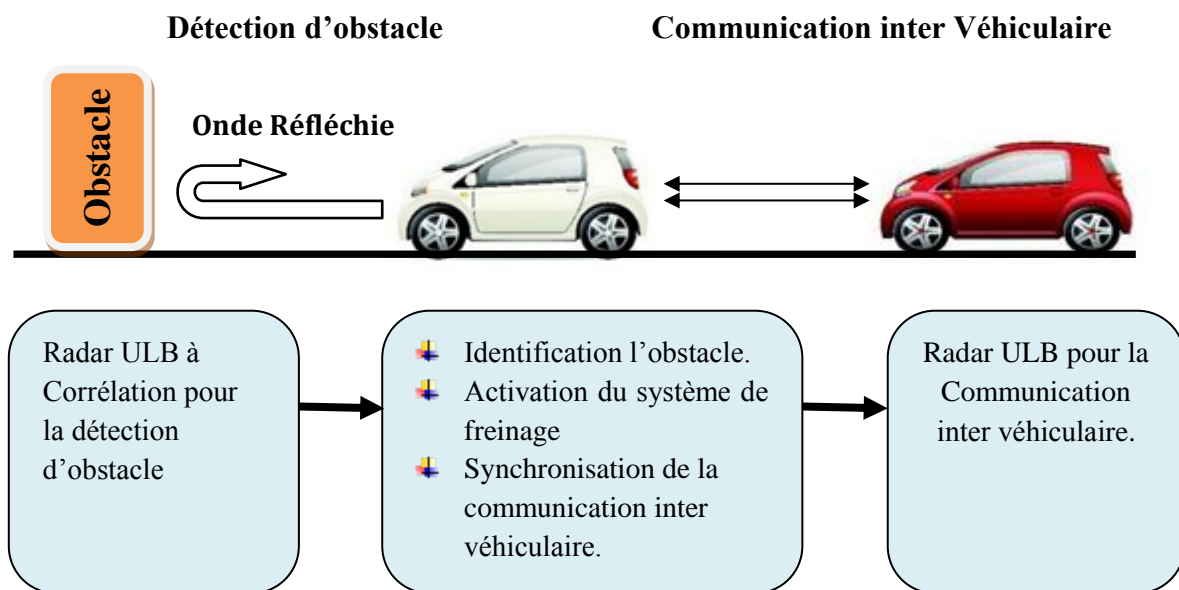 Détection d’obstacle
Communication inter Véhiculaire
Obstacle
Onde Réfléchie
Radar ULB à
Corrélation pour
la détection
d’obstacle
Identification l’obstacle.
Activation du système de
freinage
Synchronisation de la
communication inter
véhiculaire.
Radar ULB pour la
Communication
inter véhiculaire.